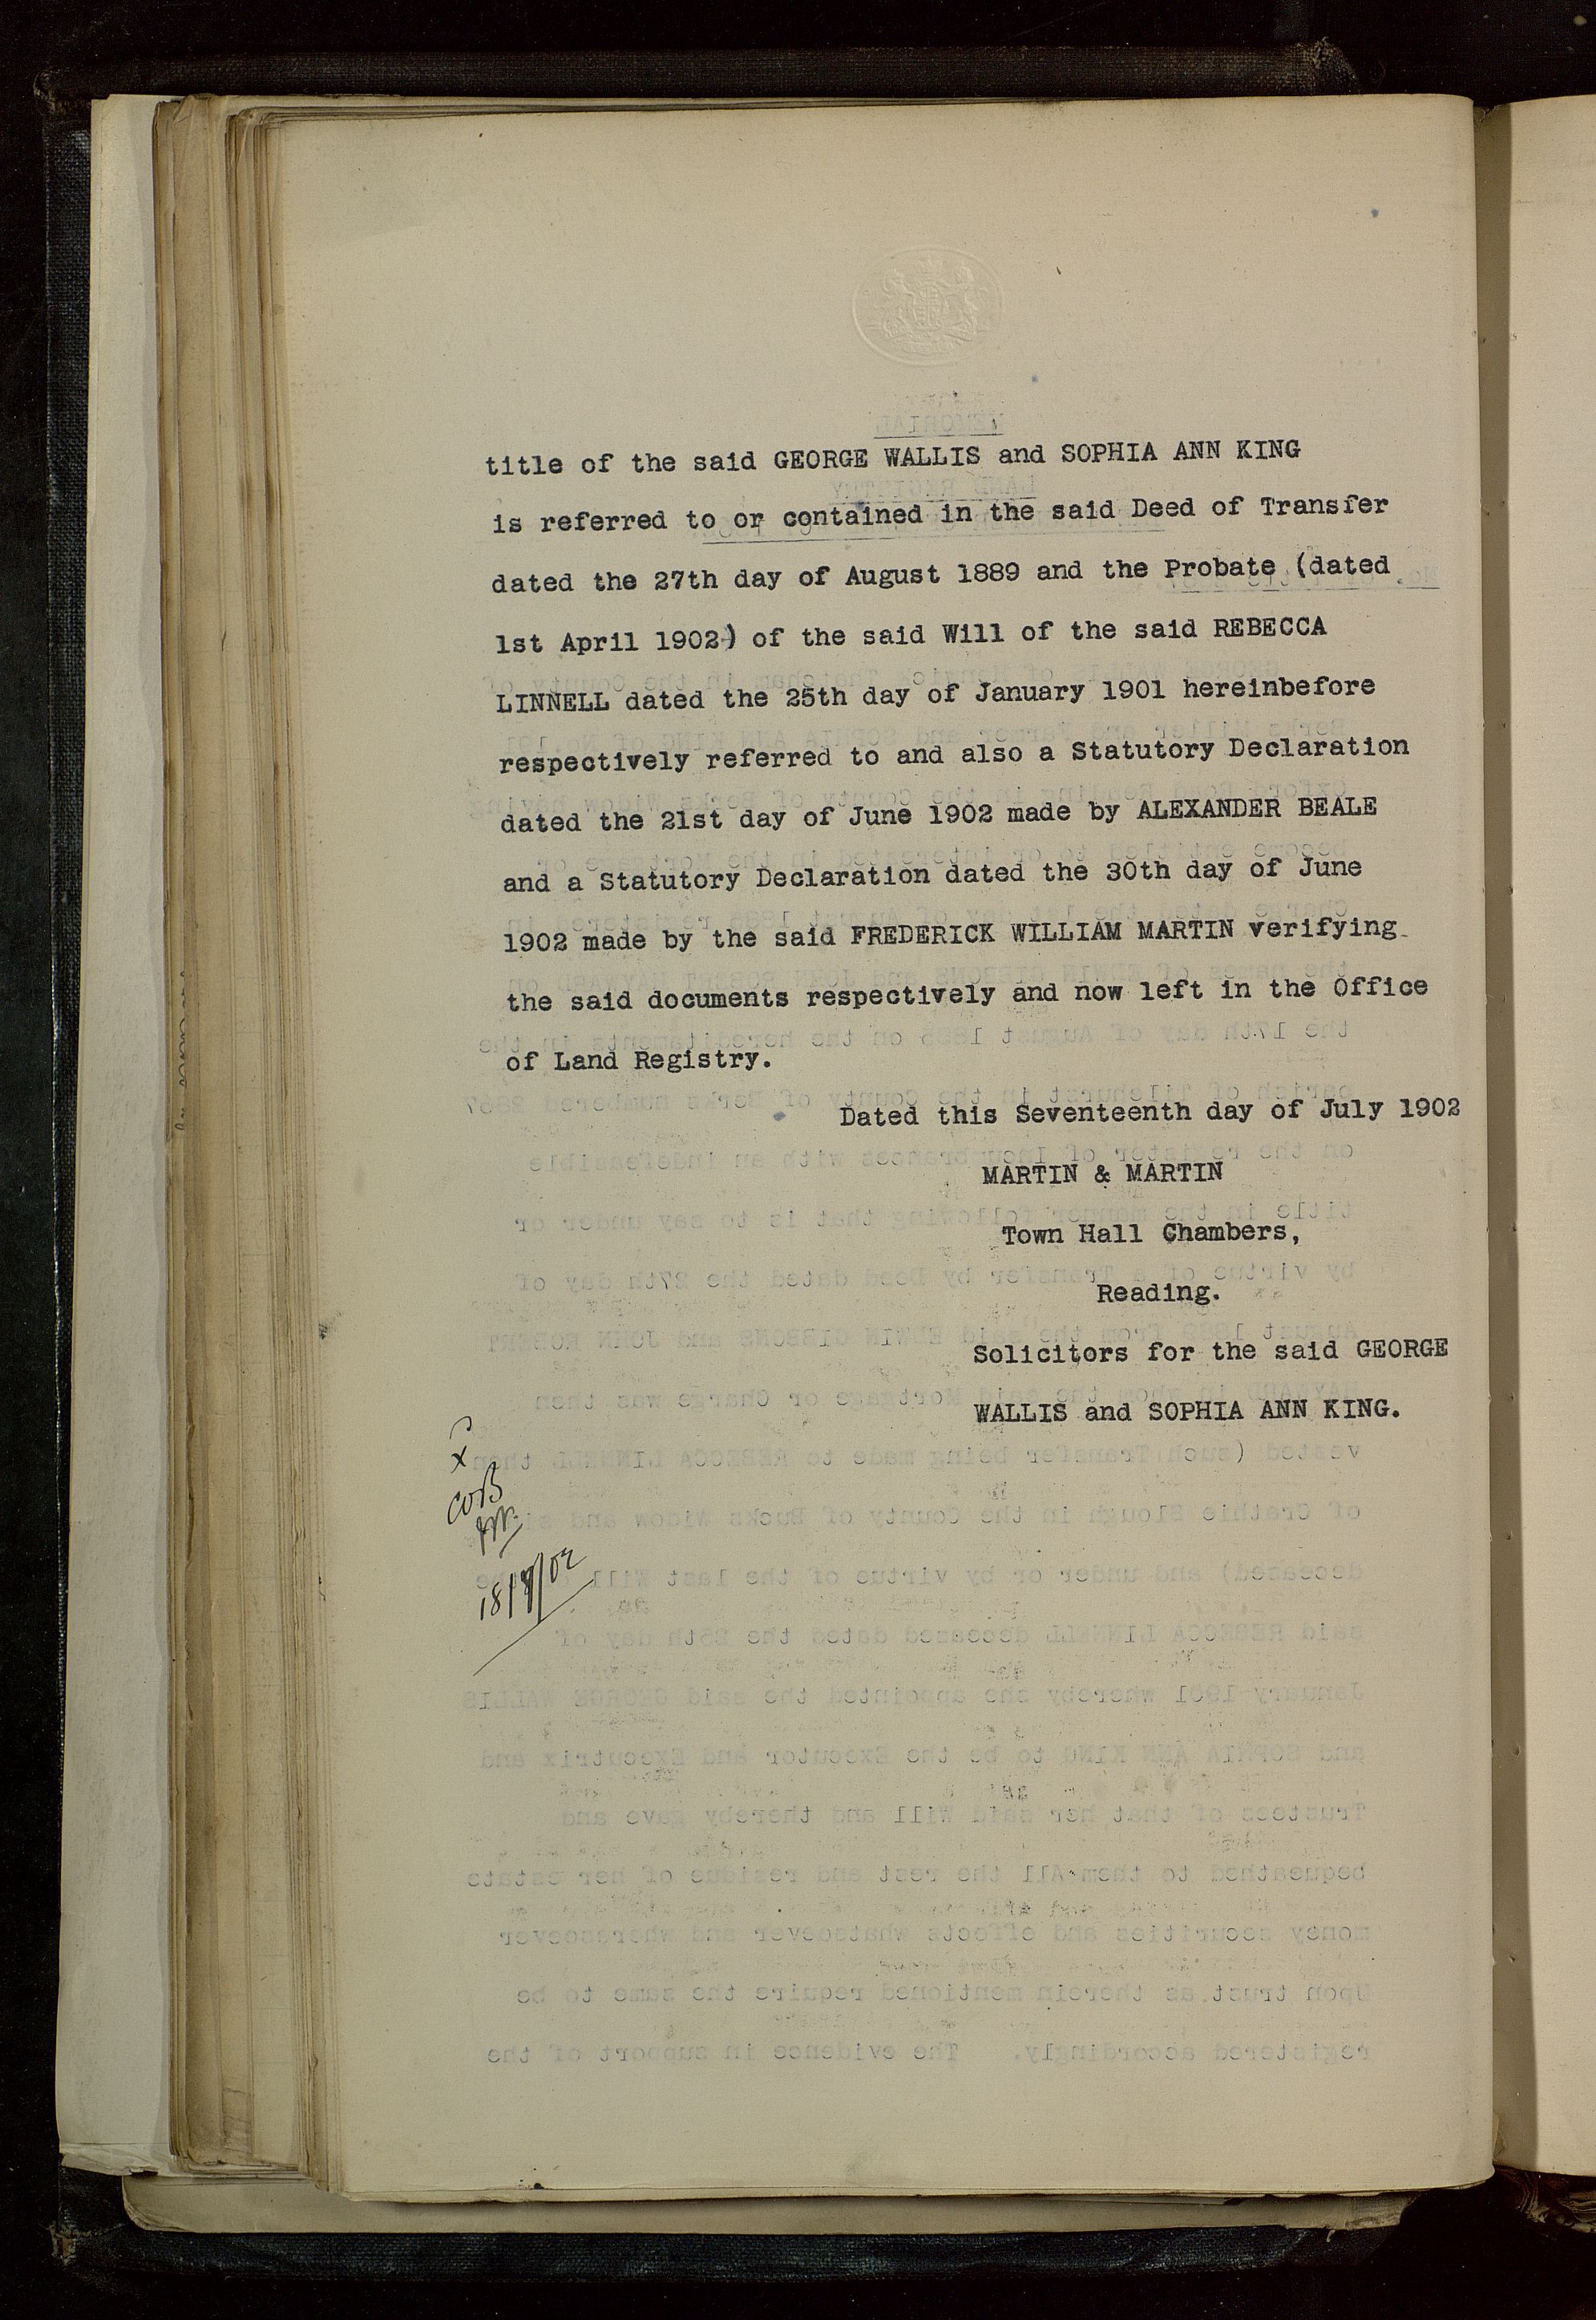 title of the said GEORGE WALLIS and SOPHIA ANN KING
is referred to or contained in the said Deed of Transfer
dated the 27th day of August 1889 and the Probate (dated
1st April 1902) of the said Will of the said REBECCA
LINNELL dated the 25th day of January 1901 hereinbefore
respectively referred to and also a Statutory Declaration
dated the 21st day of June 1902 made by ALEXANDER BEALE
and a Statutory Declaration dated the 30th day of June
1902 made by the said FREDERICK WILLIAM MARTIN verifying
the said documents respectively and now left in the Office
of Land Registry.
Dated this Seventeenth day of July 1902
MARTIN & MARTIN
Town Hall Chambers,
Reading.
Solicitors for the said GEORGE
WALLIS and SOPHIA ANN KING.